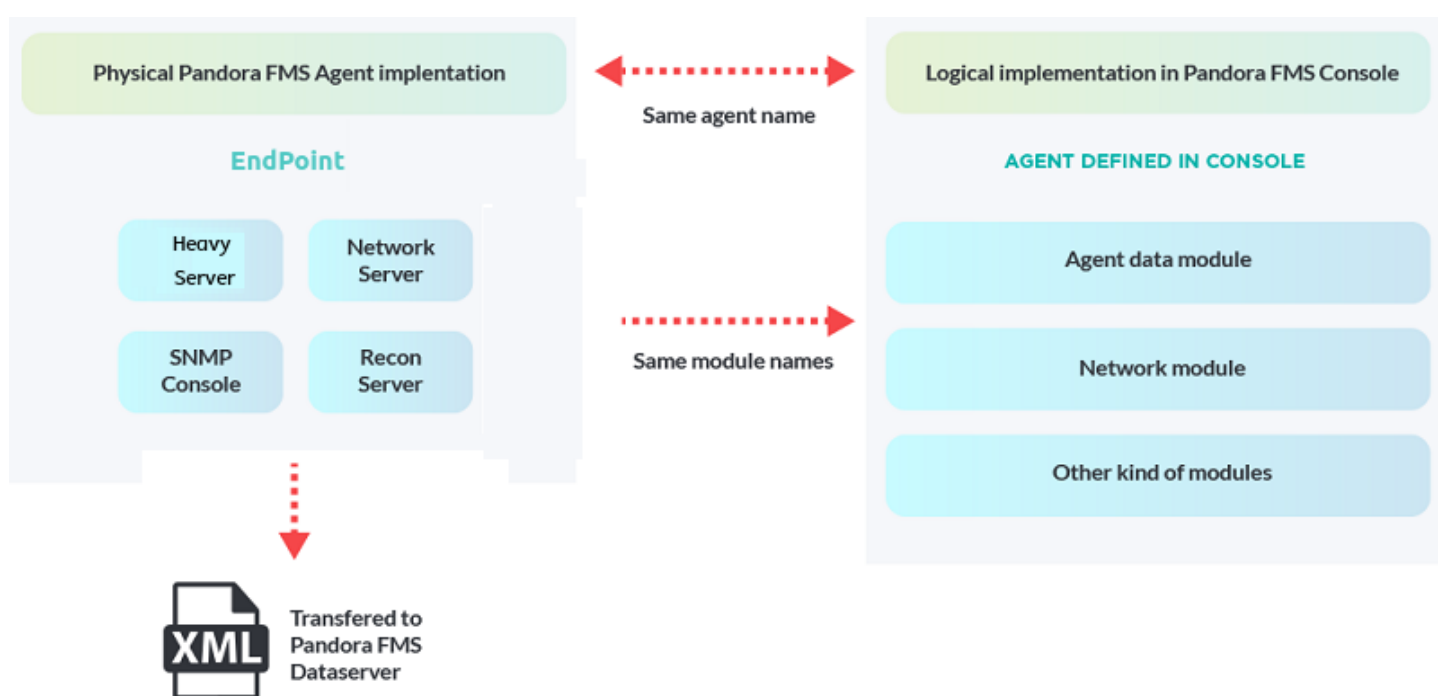 Physical Pandora FMS Agent implentation
Same agent name
Logical implementation in Pandora FMS Console
EndPoint
AGENT DEFINED IN CONSOLE
Heavy
Server
Network
Server
SNMP
Console
Recon
Server
Same module names
Agent data module
Network module
Other kind of modules
XML
Transfered to
Pandora FMS
Dataserver